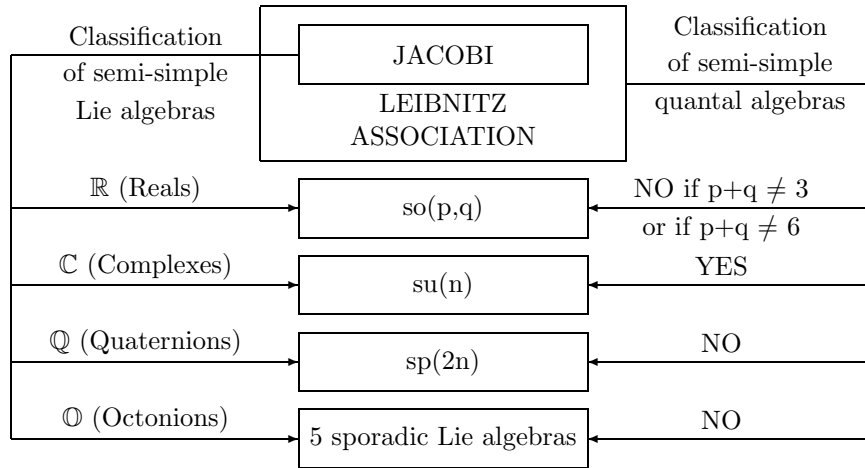 Classification
of semi-simple
Lie algebras
JACOBI
LEIBNITZ
ASSOCIATION
Classification
of semi-simple
quantal algebras
ℝ (Reals)
so(p,q)
NO if p+q ≠ 3
or if p+q ≠ 6
ℂ (Complexes)
su(n)
YES
ℚ (Quaternions)
sp(2n)
NO
𝕆 (Octonions)
5 sporadic Lie algebras
NO